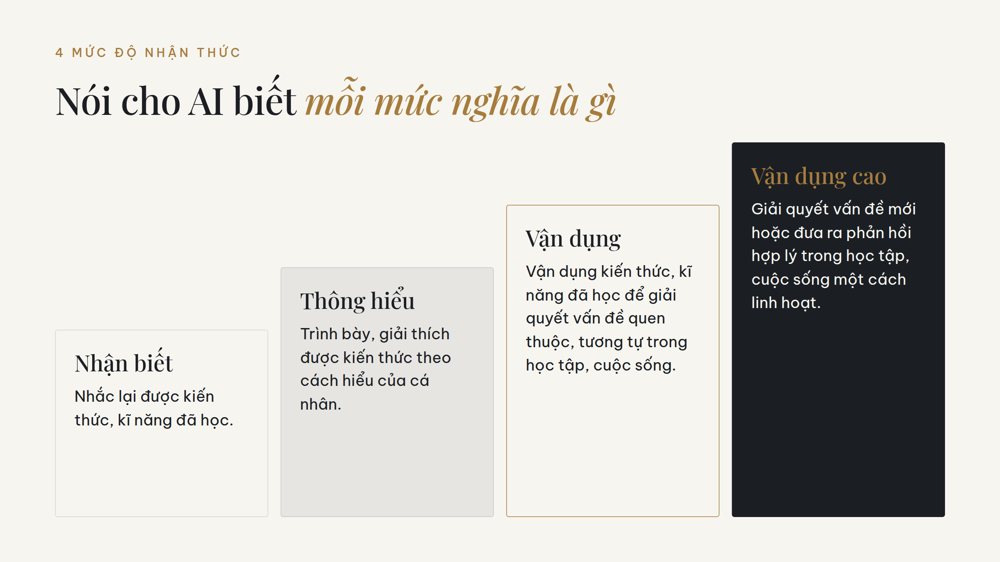 4 MỨC ĐỘ NHẬN THỨC
Nói cho AI biết mỗi mức nghĩa là gì
Nhận biết
Nhắc lại được kiến
thức, kĩ năng đã học.
Thông hiểu
Trình bày, giải thích
được kiến thức theo
cách hiểu của cá
nhân.
Vận dụng
Vận dụng kiến thức, kĩ
năng đã học để giải
quyết vấn đề quen
thuộc, tương tự trong
học tập, cuộc sống.
Vận dụng cao
Giải quyết vấn đề mới
hoặc đưa ra phản hồi
hợp lý trong học tập,
cuộc sống một cách
linh hoạt.